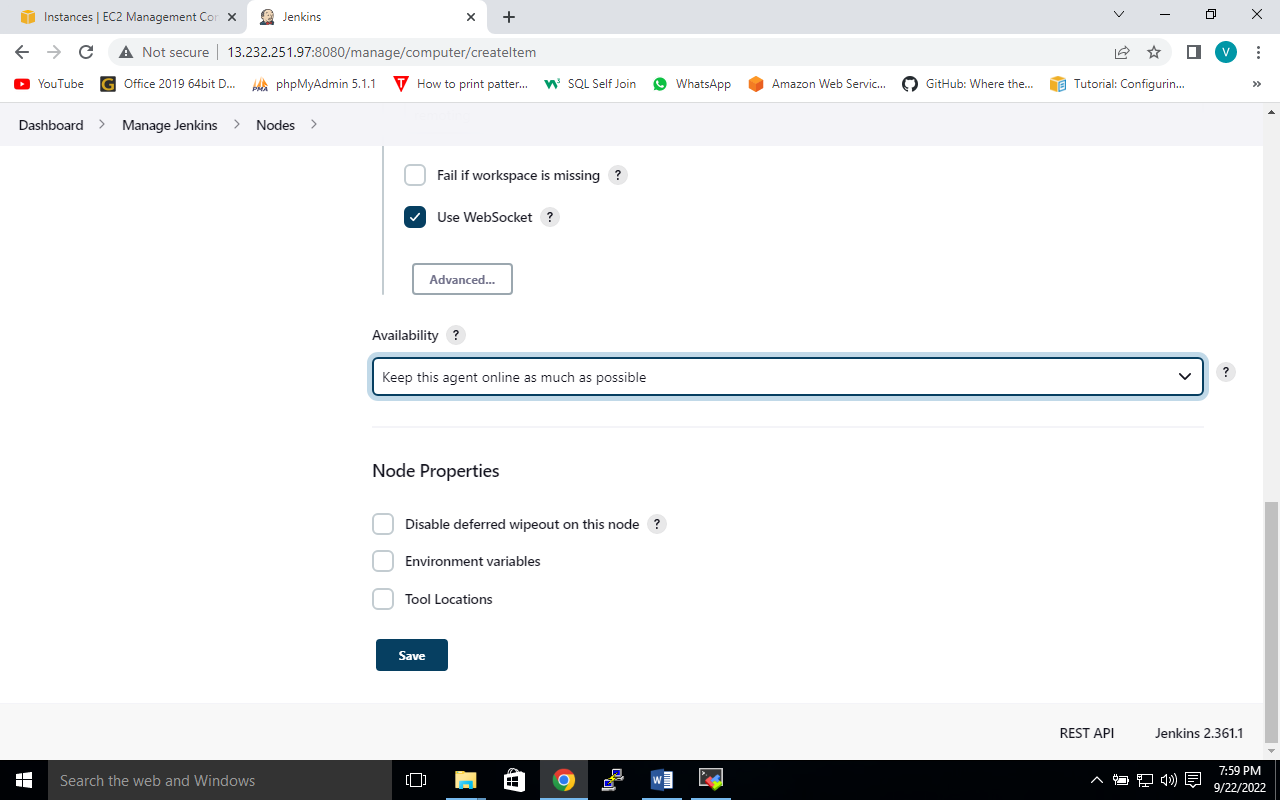 Instances | EC2 Management Con
Jenkins
Not secure
13.232.251.97:8080/manage/computer/createItem
V
YouTube
G
Office 2019 64bit D...
PMA
phpMyAdmin 5.1.1
How to print patter...
SQL Self Join
WhatsApp
Amazon Web Servic...
GitHub: Where the...
Tutorial: Configurin...
»
Dashboard
Manage Jenkins
Nodes
Fail if workspace is missing ?
Use WebSocket ?
Advanced...
Availability ?
Keep this agent online as much as possible
?
Node Properties
Disable deferred wipeout on this node ?
Environment variables
Tool Locations
Save
REST API
Jenkins 2.361.1
Search the web and Windows
7:59 PM
9/22/2022